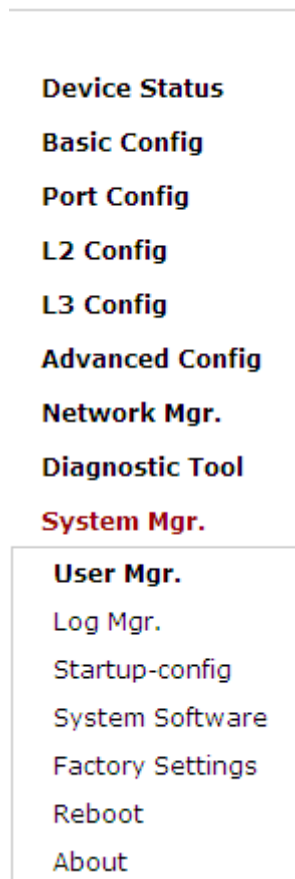 Device Status
Basic Config
Port Config
L2 Config
L3 Config
Advanced Config
Network Mgr.
Diagnostic Tool
System Mgr.
User Mgr.
Log Mgr.
Startup-config
System Software
Factory Settings
Reboot
About